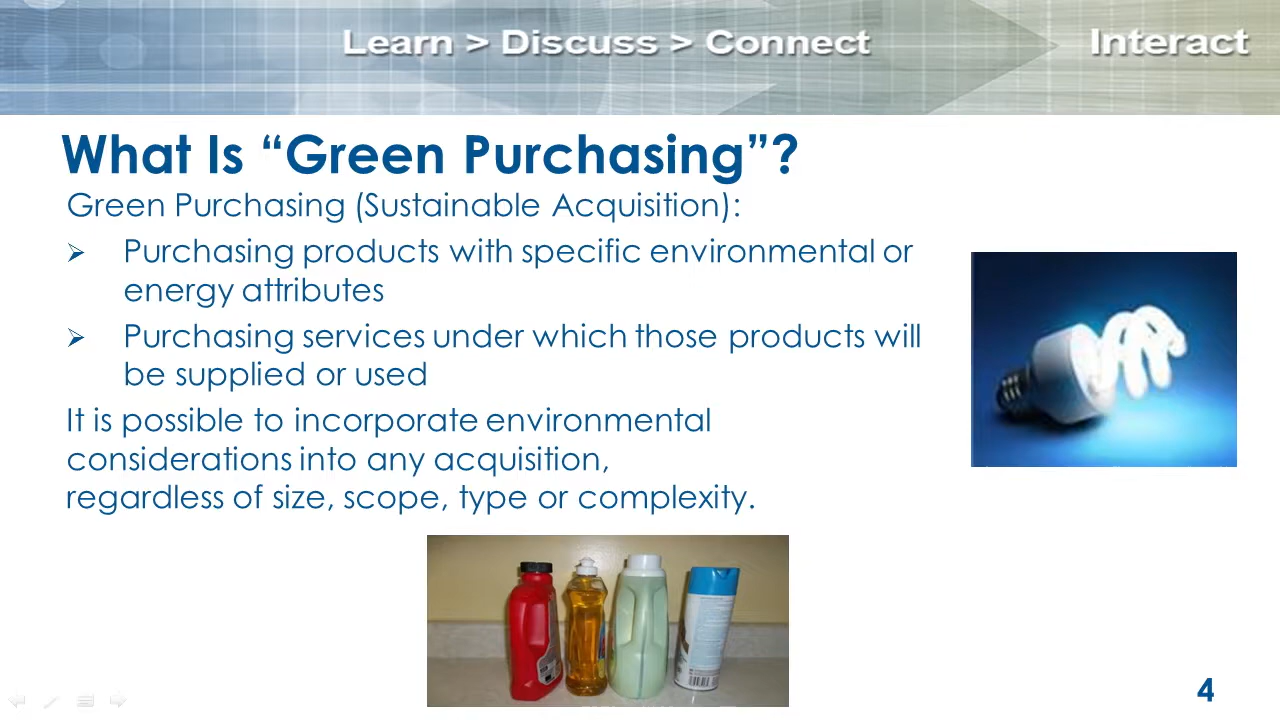 Learn > Discuss > Connect
Interact
What Is “Green Purchasing”?
Green Purchasing (Sustainable Acquisition):
➢ Purchasing products with specific environmental or
energy attributes
➢ Purchasing services under which those products will
be supplied or used
It is possible to incorporate environmental
considerations into any acquisition,
regardless of size, scope, type or complexity.
4